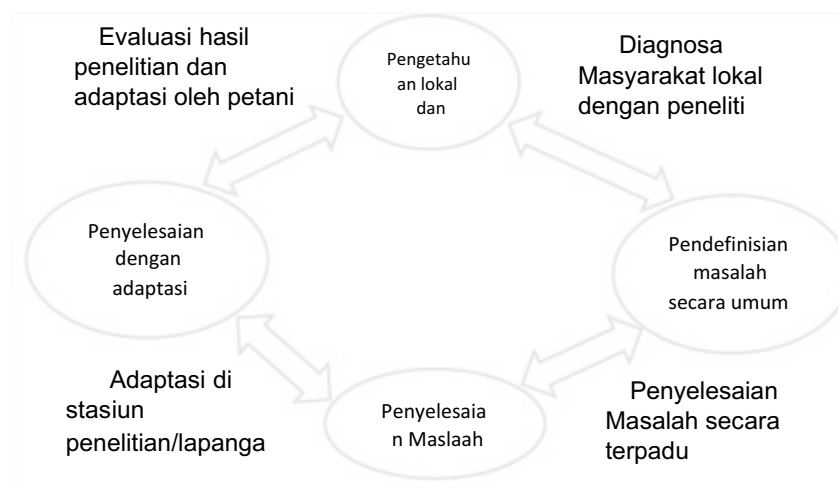 Evaluasi hasil
penelitian dan
adaptasi oleh petani
Pengetahu
an lokal
dan
Diagnosa
Masyarakat lokal
dengan peneliti
Penyelesaian
dengan
adaptasi
Pendefinisian
masalah
secara umum
Adaptasi di
stasiun
penelitian/lapanga
Penyelesaia
n Maslaah
Penyelesaian
Masalah secara
terpadu